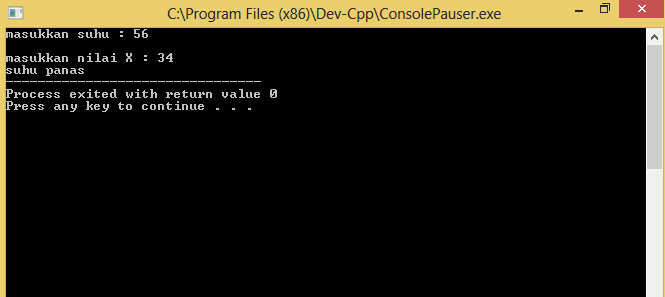 C:\Program Files (x86)\Dev-Cpp\ConsolePauser.exe
masukkan suhu : 56
masukkan nilai X : 34
suhu panas
--------------------------------
Process exited with return value 0
Press any key to continue . . .